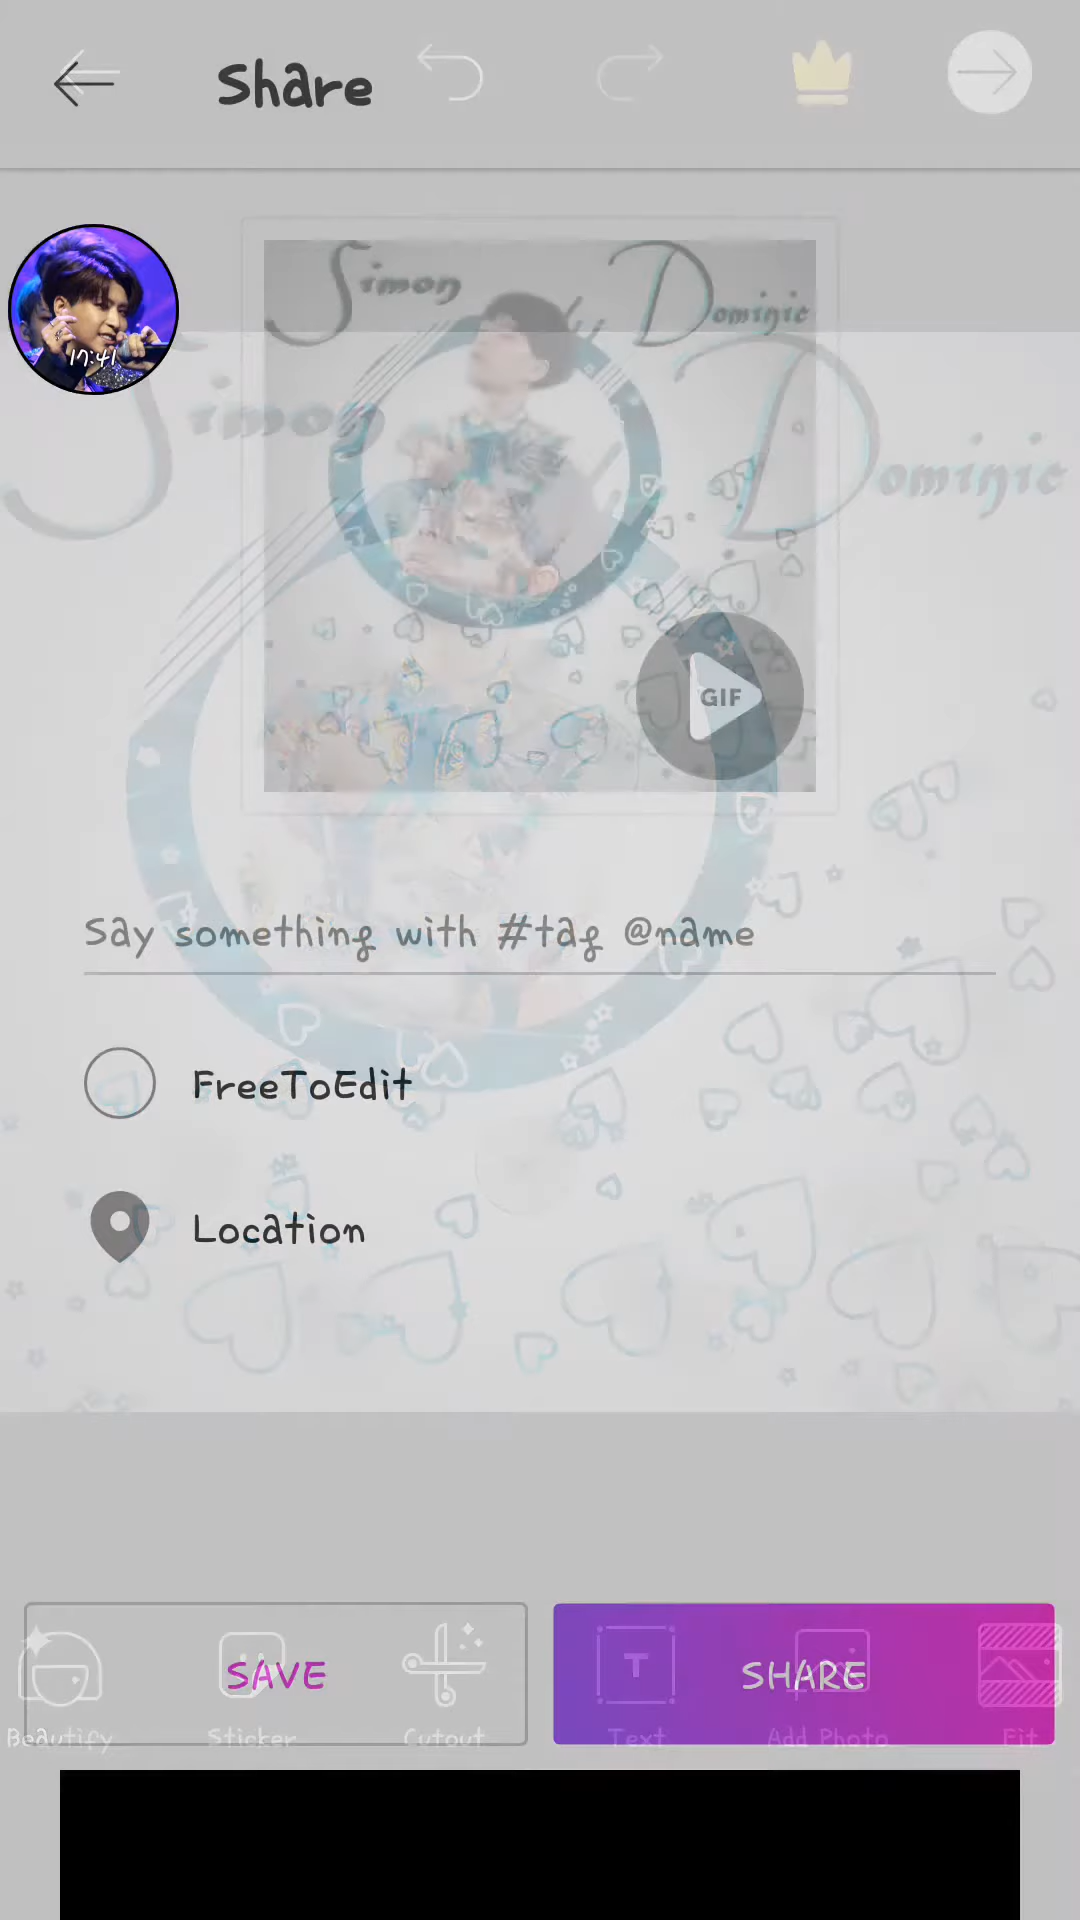 Share
17:41
Simon Dominic
Simon Dominic
GIF
Say something with #tag @name
FreeToEdit
Location
SAVE SHARE
Beautify Sticker Cutout Text Add Photo Fit